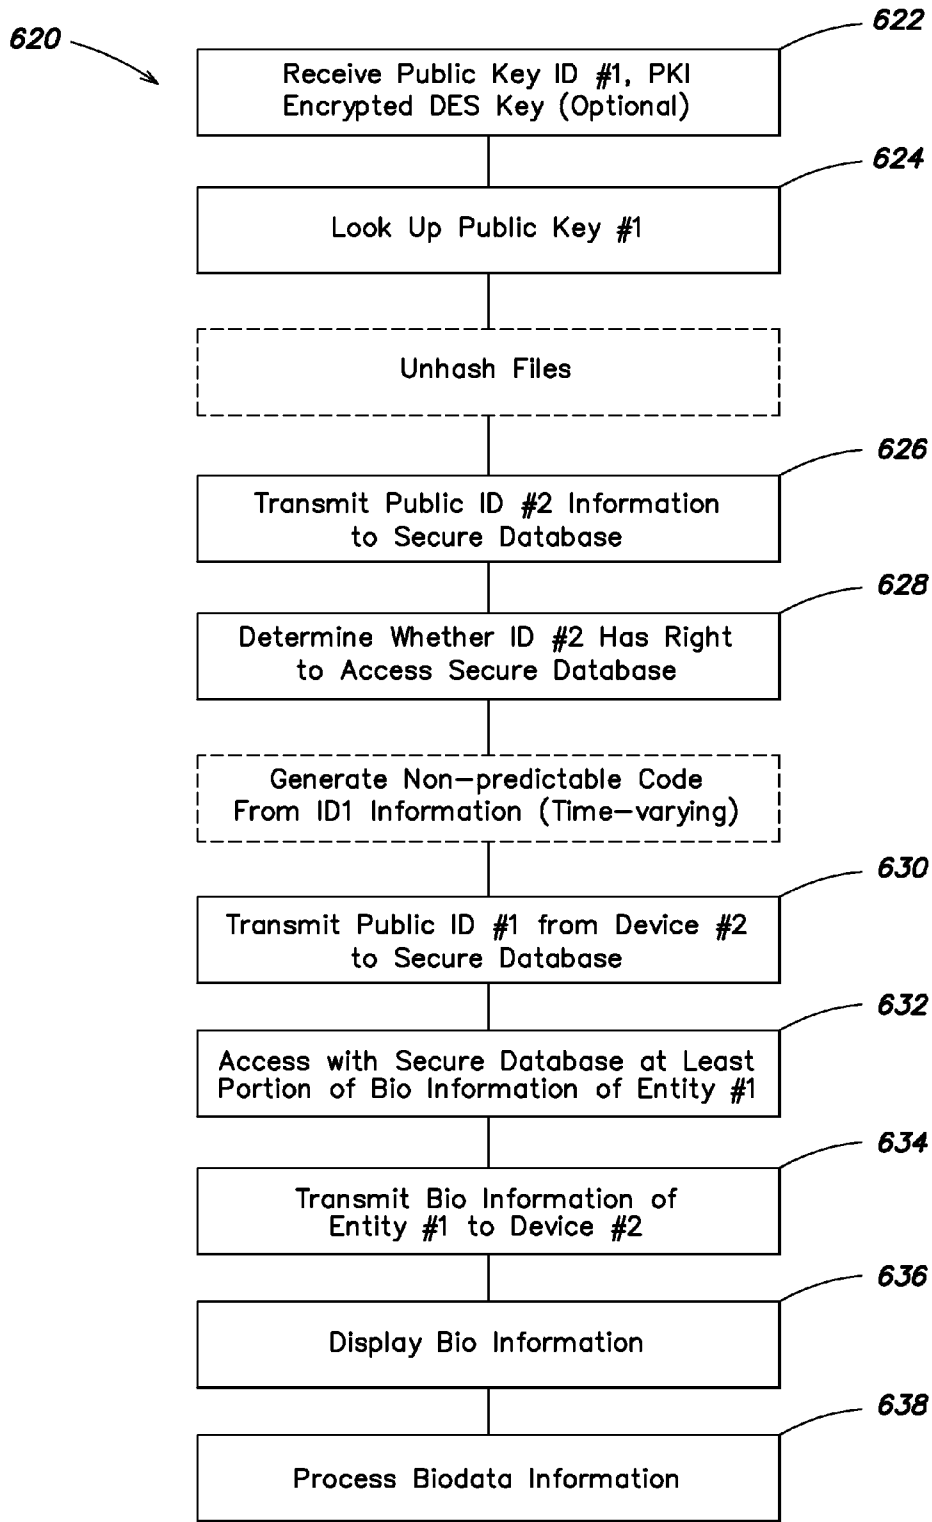 620
622
Receive Public Key ID #1, PKI
Encrypted DES Key (Optional)
624
Look Up Public Key #1
Unhash Files
626
Transmit Public ID #2 Information
to Secure Database
628
Determine Whether ID #2 Has Right
to Access Secure Database
Generate Non-predictable Code
From ID1 Information (Time-varying)
630
Transmit Public ID #1 from Device #2
to Secure Database
632
Access with Secure Database at Least
Portion of Bio Information of Entity #1
634
Transmit Bio Information of
Entity #1 to Device #2
636
Display Bio Information
638
Process Biodata Information